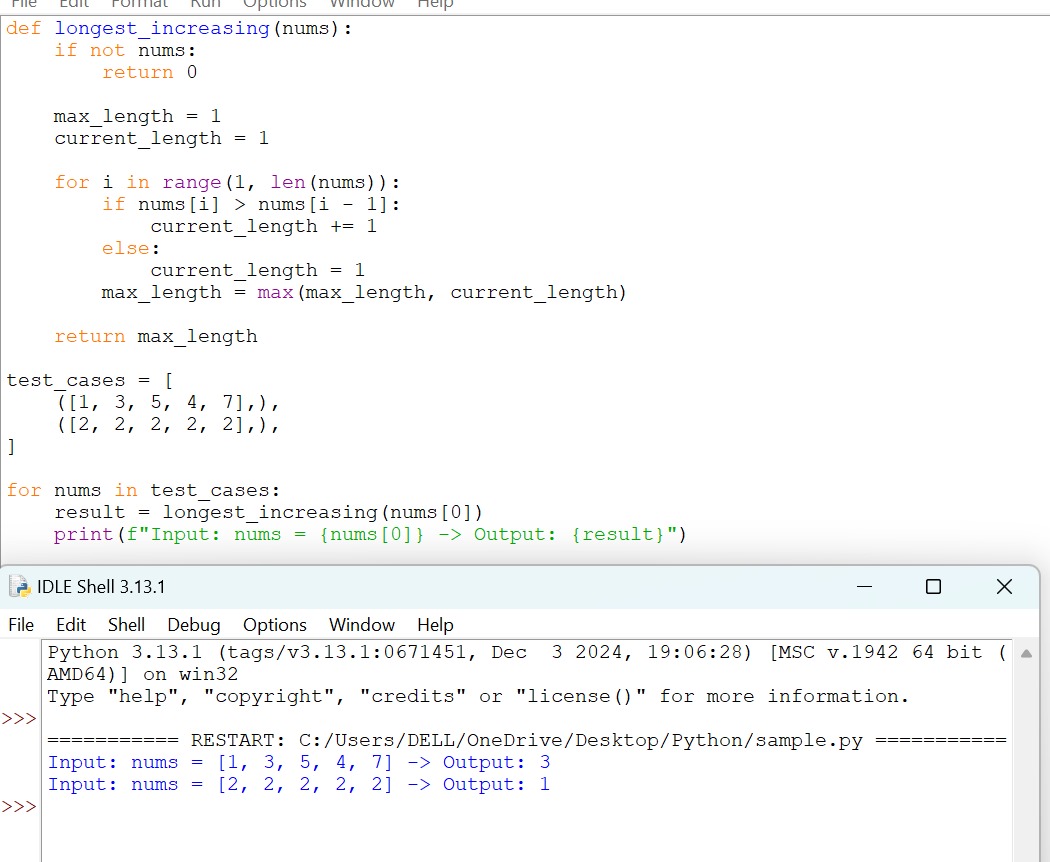 File Edit Format Run Options Window Help
def longest_increasing(nums):
    if not nums:
        return 0
    max_length = 1
    current_length = 1
    for i in range(1, len(nums)):
        if nums[i] > nums[i - 1]:
            current_length += 1
        else:
            current_length = 1
        max_length = max(max_length, current_length)
    return max_length
test_cases = [
    ([1, 3, 5, 4, 7],),
    ([2, 2, 2, 2, 2],),
]
for nums in test_cases:
    result = longest_increasing(nums[0])
    print(f"Input: nums = {nums[0]} -> Output: {result}")
IDLE Shell 3.13.1
File Edit Shell Debug Options Window Help
Python 3.13.1 (tags/v3.13.1:0671451, Dec  3 2024, 19:06:28) [MSC v.1942 64 bit (
AMD64)] on win32
Type "help", "copyright", "credits" or "license()" for more information.
>>>
=========== RESTART: C:/Users/DELL/OneDrive/Desktop/Python/sample.py ===========
Input: nums = [1, 3, 5, 4, 7] -> Output: 3
Input: nums = [2, 2, 2, 2, 2] -> Output: 1
>>>